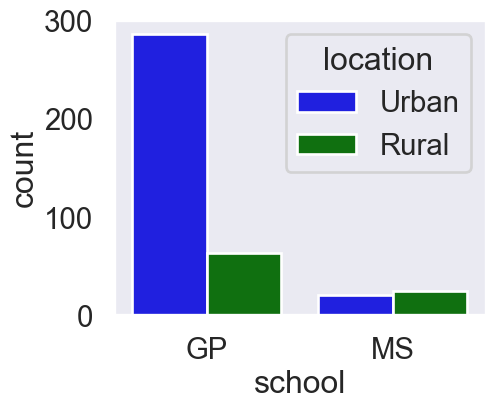 300
200
100
0
count
location
Urban
Rural
GP MS
school